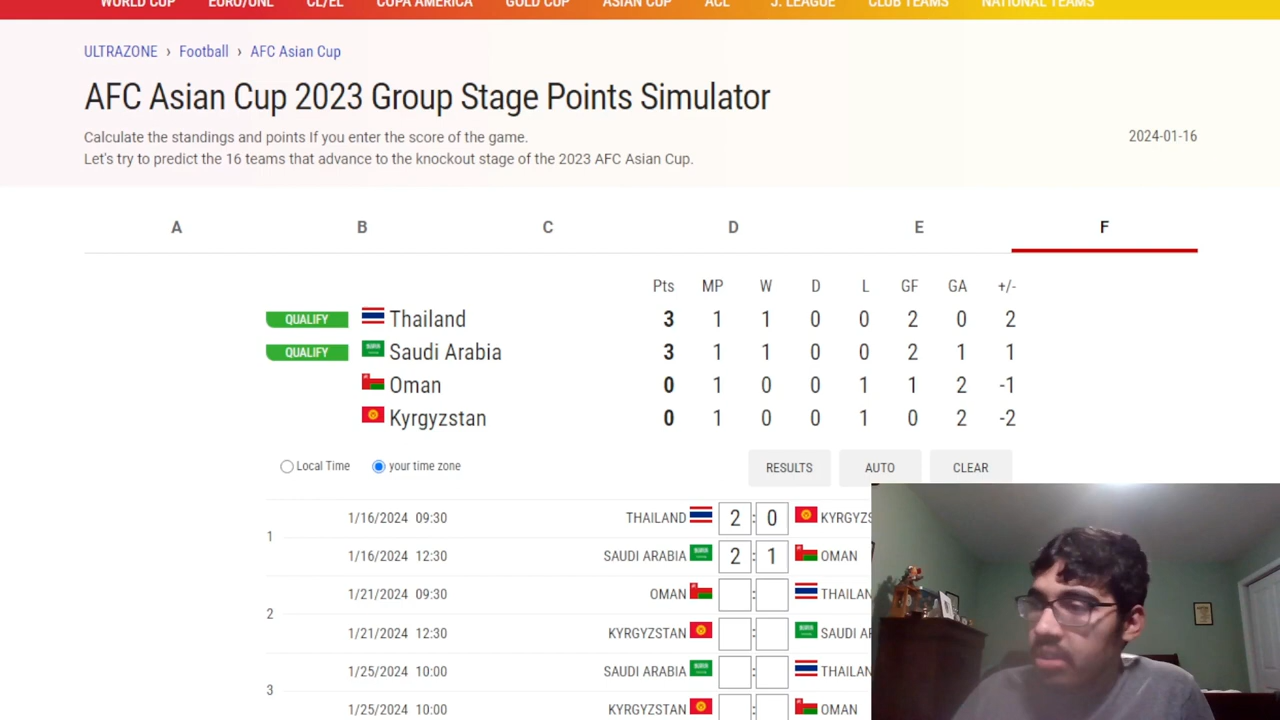 WORLD CUP EURO/UNL CL/EL COPA AMERICA GOLD CUP ASIAN CUP ACL J. LEAGUE CLUB TEAMS NATIONAL TEAMS
ULTRAZONE › Football › AFC Asian Cup
AFC Asian Cup 2023 Group Stage Points Simulator
Calculate the standings and points If you enter the score of the game.
2024-01-16
Let's try to predict the 16 teams that advance to the knockout stage of the 2023 AFC Asian Cup.
A B C D E F
Pts MP W D L GF GA +/-
QUALIFY Thailand 3 1 1 0 0 2 0 2
QUALIFY Saudi Arabia 3 1 1 0 0 2 1 1
Oman 0 1 0 0 1 1 2 -1
Kyrgyzstan 0 1 0 0 1 0 2 -2
Local Time your time zone RESULTS AUTO CLEAR
1
1/16/2024 09:30 THAILAND 2 : 0 KYRGYZS
1/16/2024 12:30 SAUDI ARABIA 2 : 1 OMAN
2
1/21/2024 09:30 OMAN : THAILAN
1/21/2024 12:30 KYRGYZSTAN : SAUDI AR
3
1/25/2024 10:00 SAUDI ARABIA : THAILAN
1/25/2024 10:00 KYRGYZSTAN : OMAN